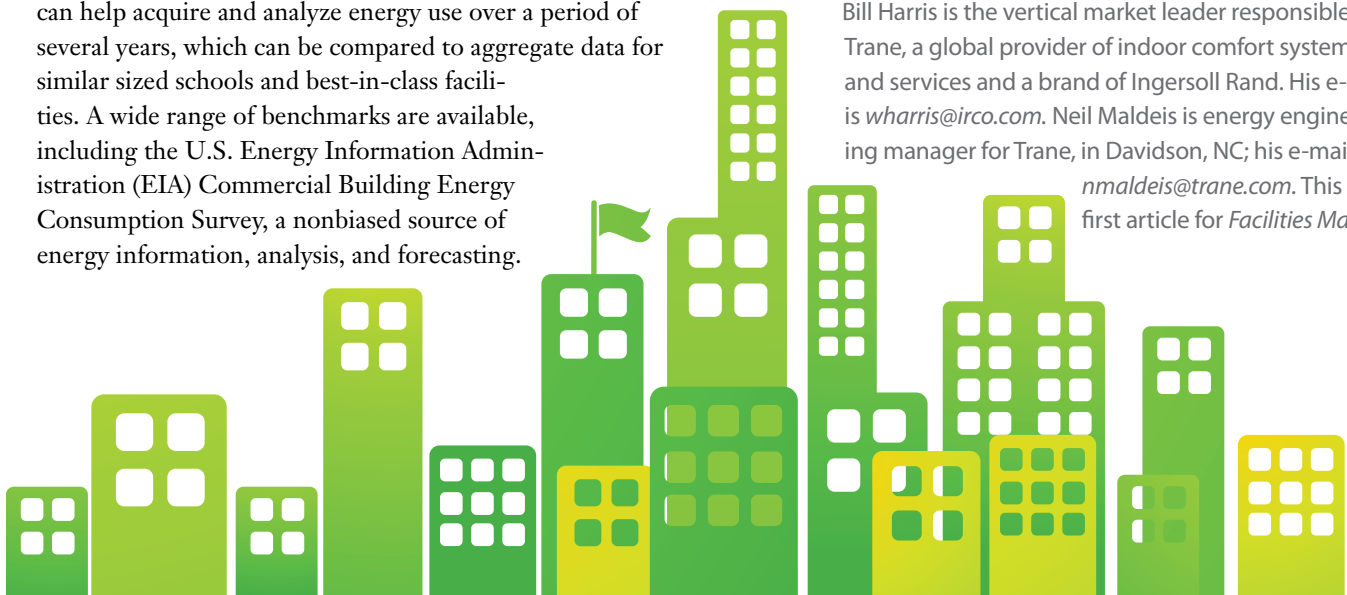 can help acquire and analyze energy use over a period of
several years, which can be compared to aggregate data for
similar sized schools and best-in-class facili-
ties. A wide range of benchmarks are available,
including the U.S. Energy Information Admin-
istration (EIA) Commercial Building Energy
Consumption Survey, a nonbiased source of
energy information, analysis, and forecasting.
Bill Harris is the vertical market leader responsible
Trane, a global provider of indoor comfort system
and services and a brand of Ingersoll Rand. His e-
is wharris@irco.com. Neil Maldeis is energy engine
ing manager for Trane, in Davidson, NC; his e-mai
nmaldeis@trane.com. This
first article for Facilities Ma